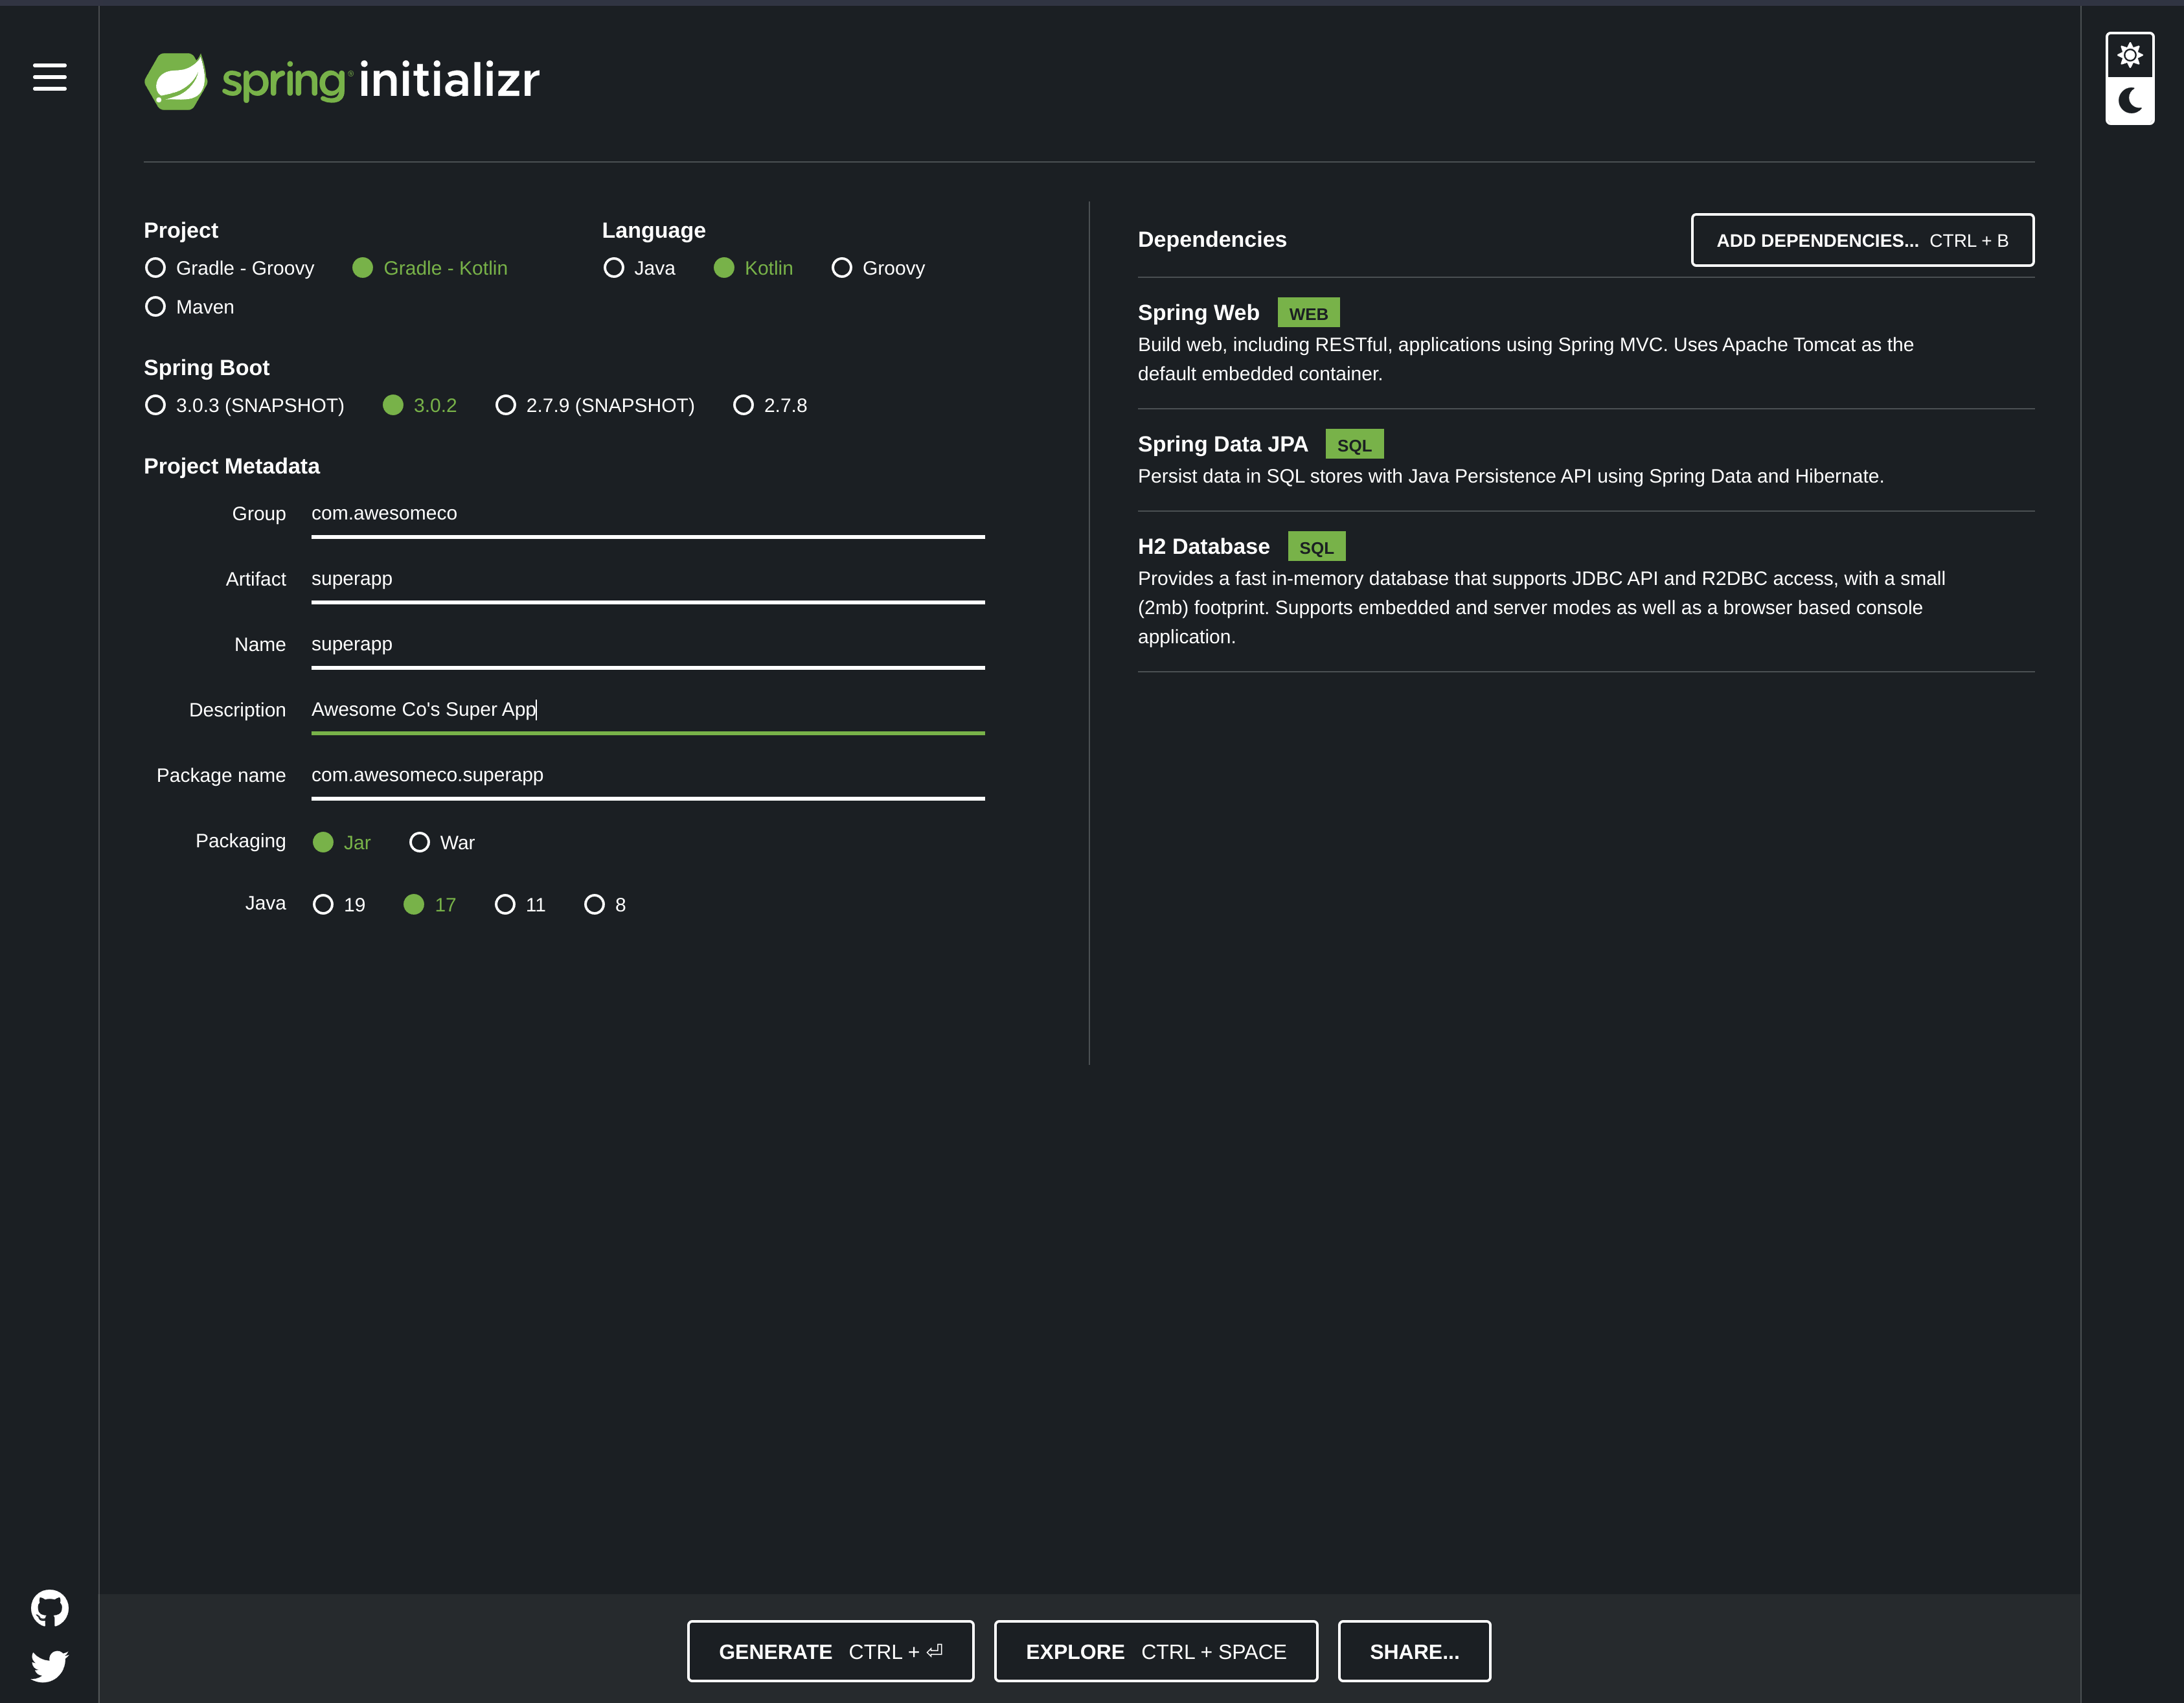 spring initializr
Project
Gradle - Groovy Gradle - Kotlin
Maven
Language
Java Kotlin Groovy
Spring Boot
3.0.3 (SNAPSHOT) 3.0.2 2.7.9 (SNAPSHOT) 2.7.8
Project Metadata
Group com.awesomeco
Artifact superapp
Name superapp
Description Awesome Co's Super App
Package name com.awesomeco.superapp
Packaging Jar War
Java 19 17 11 8
Dependencies ADD DEPENDENCIES... CTRL + B
Spring Web WEB
Build web, including RESTful, applications using Spring MVC. Uses Apache Tomcat as the
default embedded container.
Spring Data JPA SQL
Persist data in SQL stores with Java Persistence API using Spring Data and Hibernate.
H2 Database SQL
Provides a fast in-memory database that supports JDBC API and R2DBC access, with a small
(2mb) footprint. Supports embedded and server modes as well as a browser based console
application.
GENERATE CTRL + ⏎ EXPLORE CTRL + SPACE SHARE...